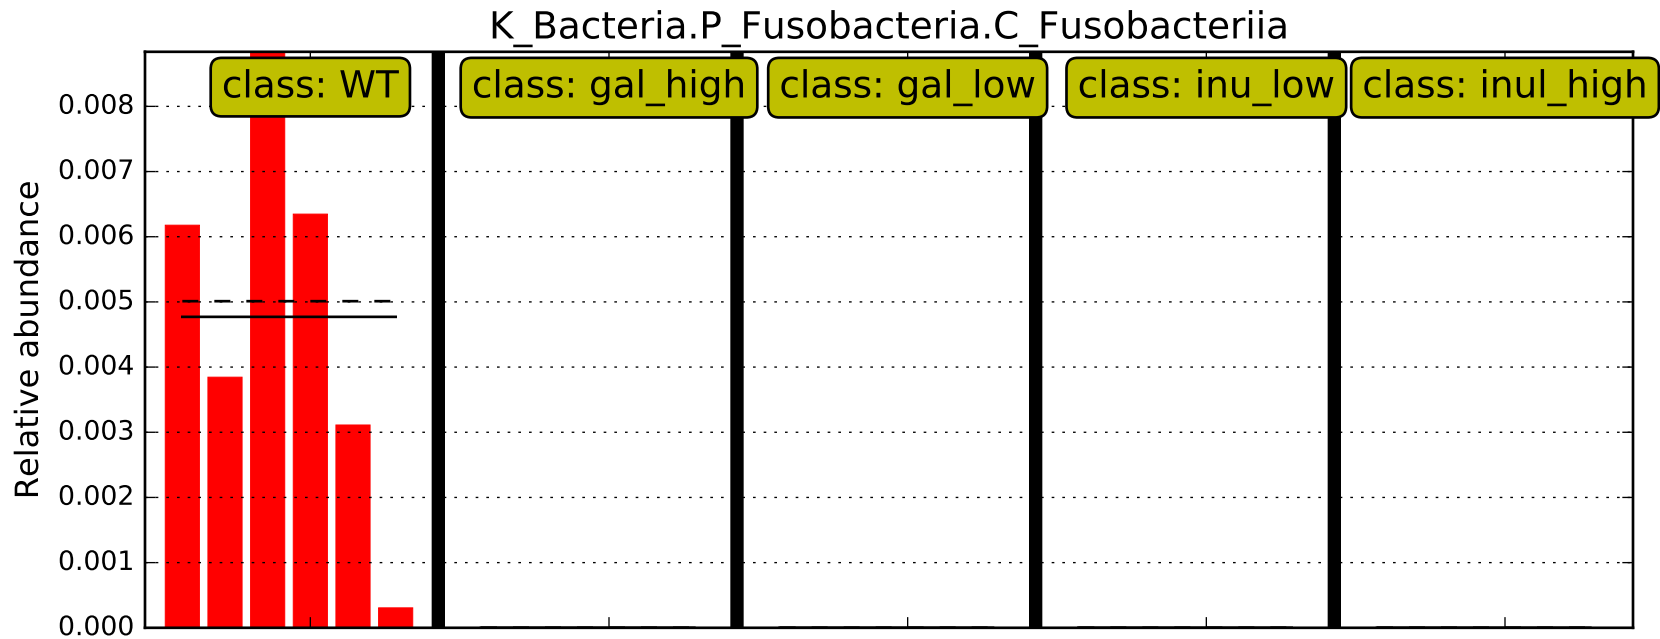 K_Bacteria.P_Fusobacteria.C_Fusobacteriia
class: WT
class: gal_high
class: gal_low
class: inu_low
class: inul_high
Relative abundance
0.008
0.007
0.006
0.005
0.004
0.003
0.002
0.001
0.000